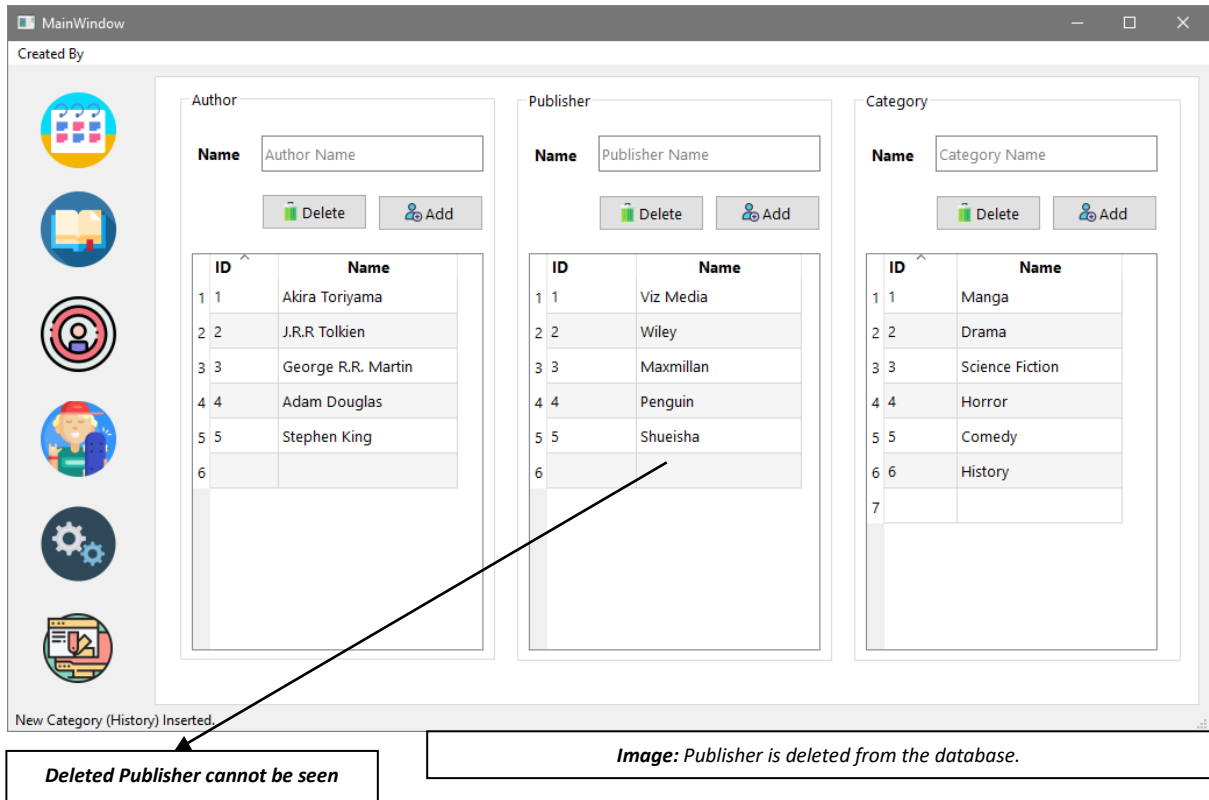 MainWindow
Created By
Author
Name Author Name
Delete Add
ID Name
1 1 Akira Toriyama
2 2 J.R.R Tolkien
3 3 George R.R. Martin
4 4 Adam Douglas
5 5 Stephen King
6
Publisher
Name Publisher Name
Delete Add
ID Name
1 1 Viz Media
2 2 Wiley
3 3 Maxmillan
4 4 Penguin
5 5 Shueisha
6
Category
Name Category Name
Delete Add
ID Name
1 1 Manga
2 2 Drama
3 3 Science Fiction
4 4 Horror
5 5 Comedy
6 6 History
7
New Category (History) Inserted.
Deleted Publisher cannot be seen
Image: Publisher is deleted from the database.